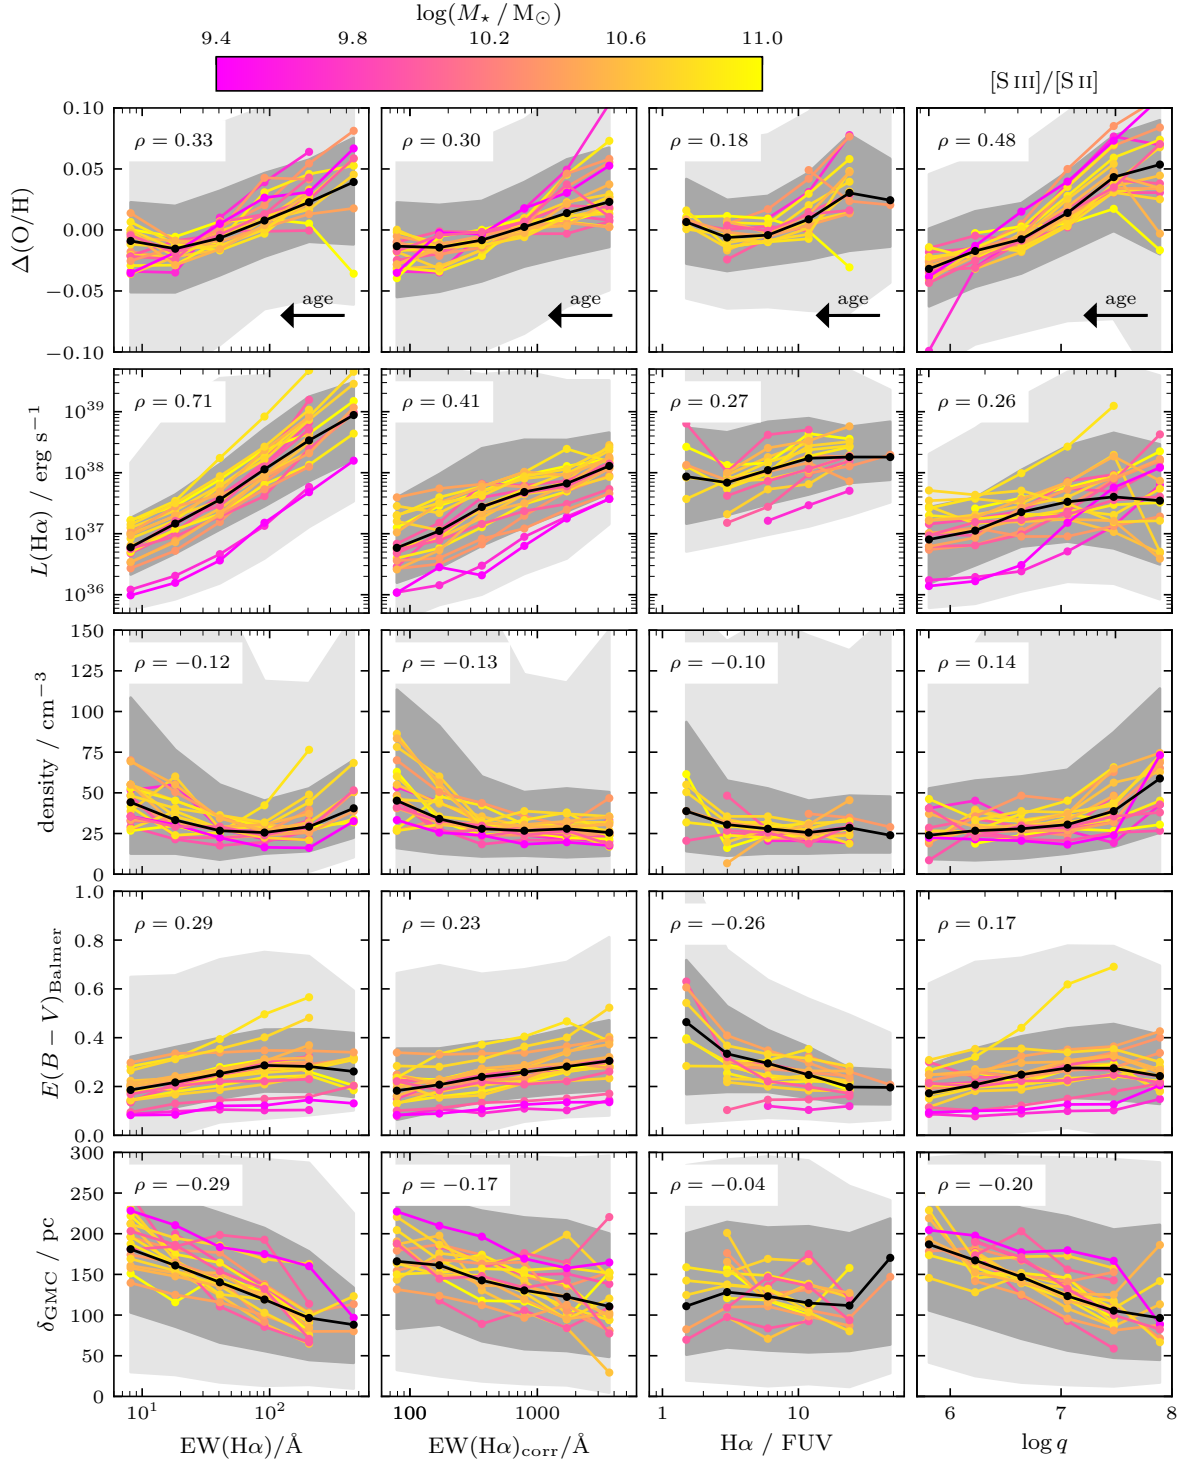 log(M⋆ / M⊙)
9.4 9.8 10.2 10.6 11.0
[S III]/[S II]
Δ(O/H)
0.10
0.05
0.00
−0.05
−0.10
ρ = 0.33
ρ = 0.30
ρ = 0.18
ρ = 0.48
age
age
age
age
L(Hα) / erg s⁻¹
10³⁹
10³⁸
10³⁷
10³⁶
ρ = 0.71
ρ = 0.41
ρ = 0.27
ρ = 0.26
density / cm⁻³
150
125
100
75
50
25
0
ρ = −0.12
ρ = −0.13
ρ = −0.10
ρ = 0.14
E(B − V)Balmer
1.0
0.8
0.6
0.4
0.2
0.0
ρ = 0.29
ρ = 0.23
ρ = −0.26
ρ = 0.17
δGMC / pc
300
250
200
150
100
50
0
ρ = −0.29
ρ = −0.17
ρ = −0.04
ρ = −0.20
10¹ 10² 100 1000 1 10 6 7 8
EW(Hα)/Å EW(Hα)corr/Å Hα / FUV log q